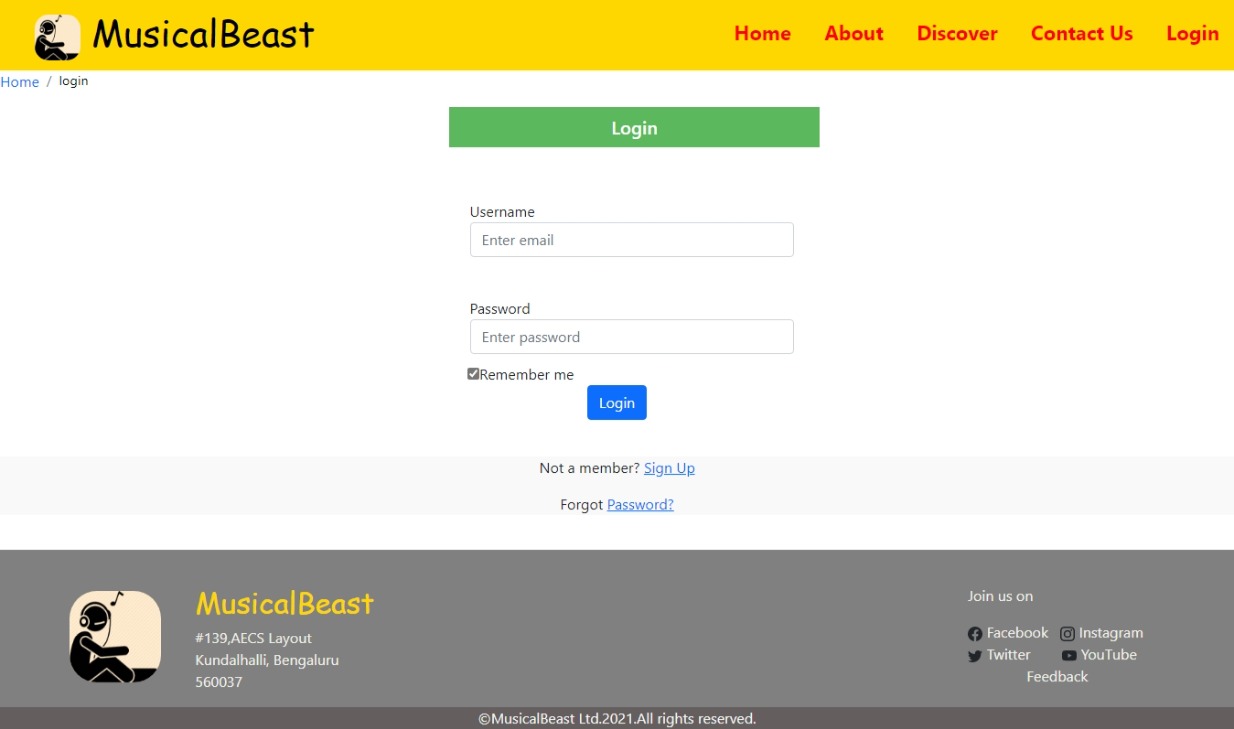 MusicalBeast
Home About Discover Contact Us Login
Home / login
Login
Username
Enter email
Password
Enter password
Remember me
Login
Not a member? Sign Up
Forgot Password?
MusicalBeast
#139,AECS Layout
Kundalhalli, Bengaluru
560037
Join us on
Facebook Instagram
Twitter YouTube
Feedback
©MusicalBeast Ltd.2021.All rights reserved.